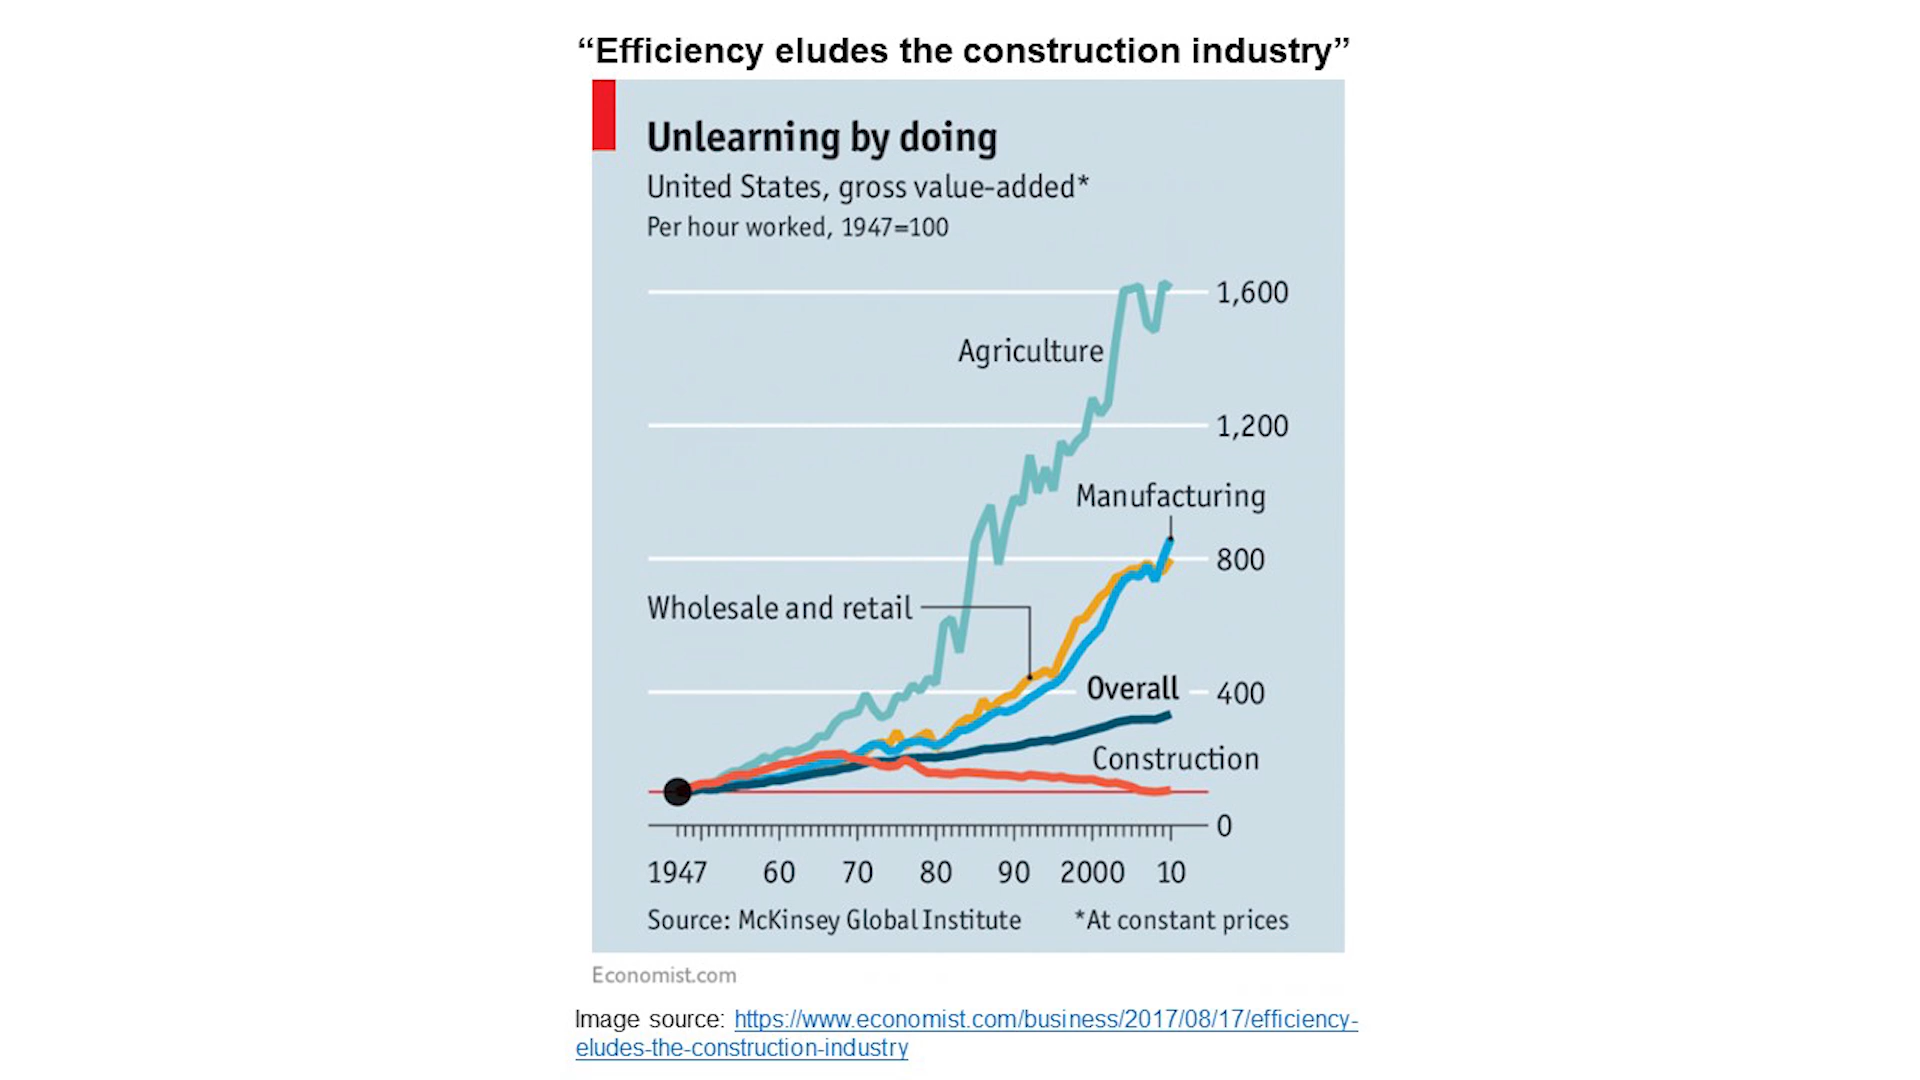 “Efficiency eludes the construction industry”
Unlearning by doing
United States, gross value-added*
Per hour worked, 1947=100
1,600
Agriculture
1,200
Manufacturing
800
Wholesale and retail
Overall
400
Construction
0
1947 60 70 80 90 2000 10
Source: McKinsey Global Institute *At constant prices
Economist.com
Image source: https://www.economist.com/business/2017/08/17/efficiency-
eludes-the-construction-industry